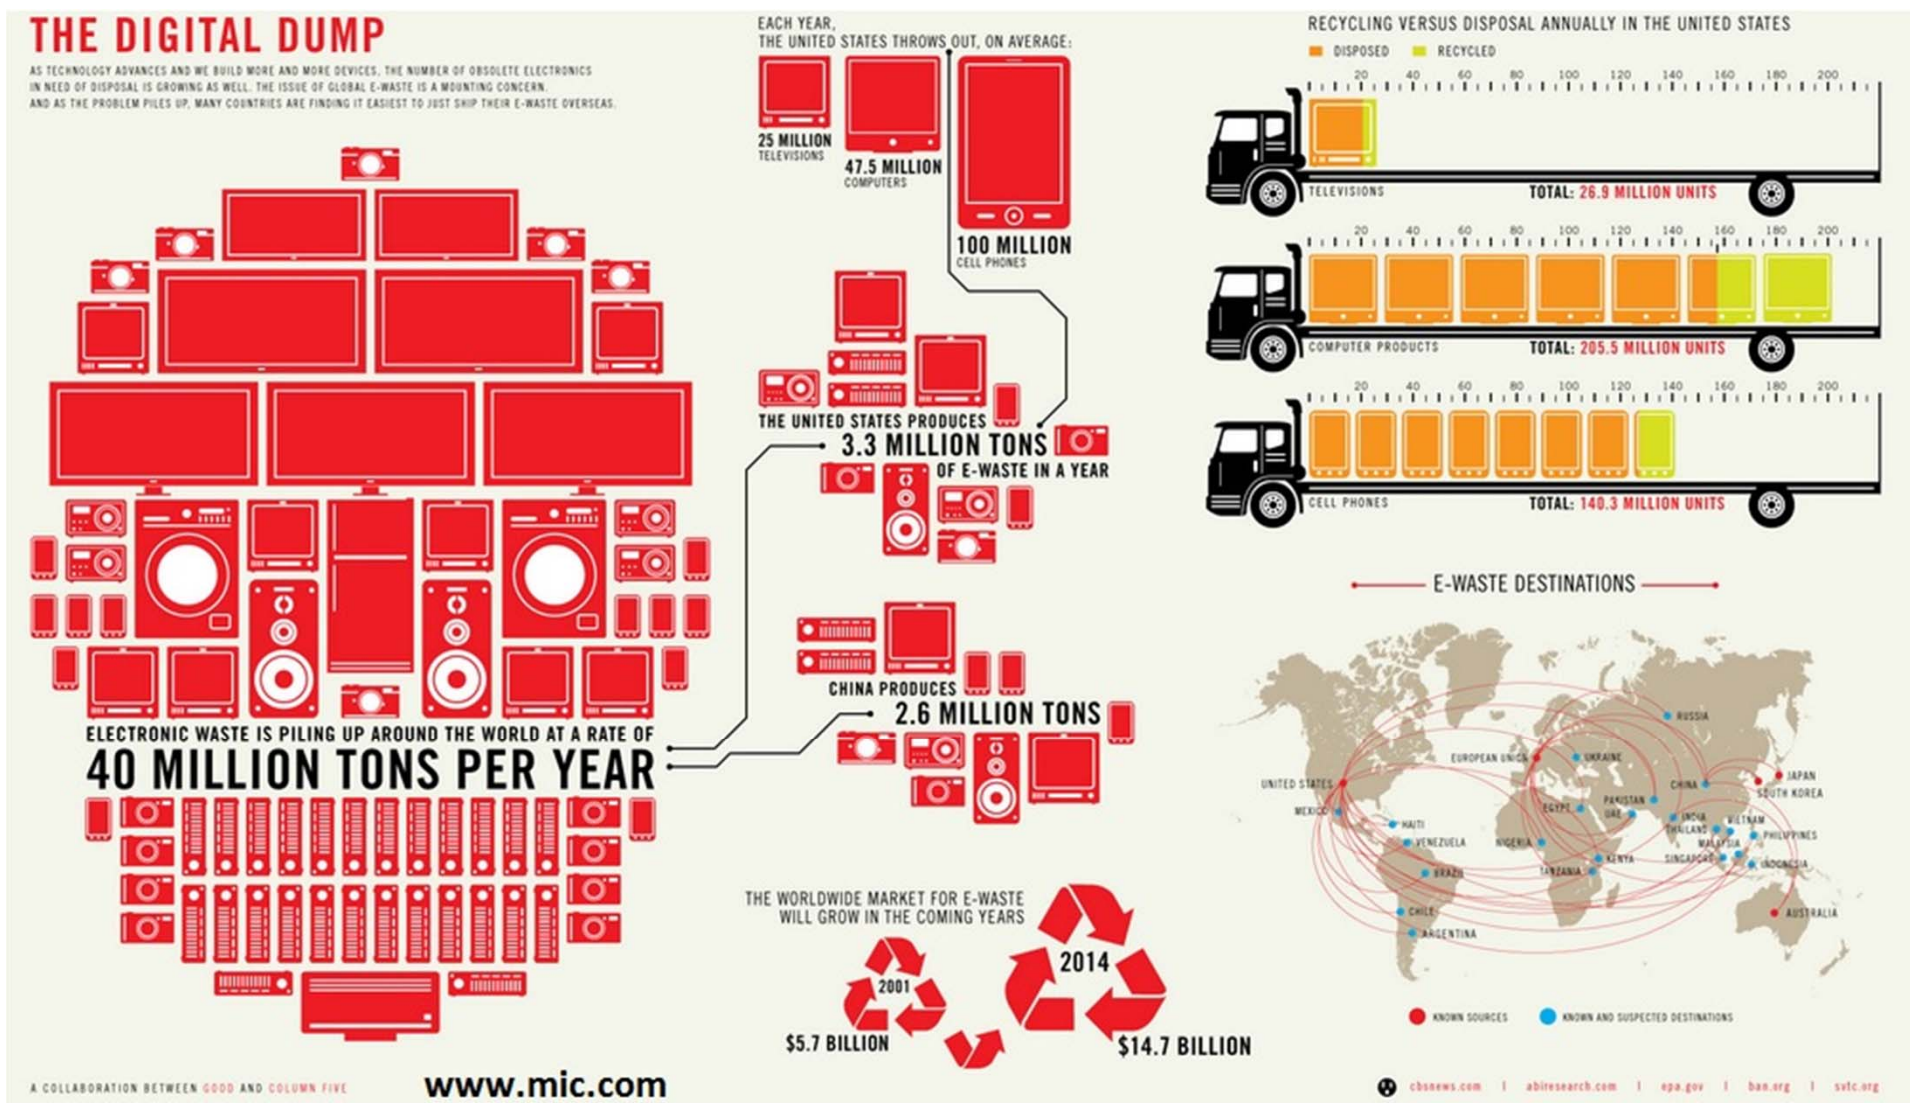 THE DIGITAL DUMP
AS TECHNOLOGY ADVANCES AND WE BUILD MORE AND MORE DEVICES, THE NUMBER OF OBSOLETE ELECTRONICS
IN NEED OF DISPOSAL IS GROWING AS WELL. THE ISSUE OF GLOBAL E-WASTE IS A MOUNTING CONCERN.
AND AS THE PROBLEM PILES UP, MANY COUNTRIES ARE FINDING IT EASIEST TO JUST SHIP THEIR E-WASTE OVERSEAS.
ELECTRONIC WASTE IS PILING UP AROUND THE WORLD AT A RATE OF
40 MILLION TONS PER YEAR
EACH YEAR,
THE UNITED STATES THROWS OUT, ON AVERAGE:
25 MILLION
TELEVISIONS
47.5 MILLION
COMPUTERS
100 MILLION
CELL PHONES
THE UNITED STATES PRODUCES
3.3 MILLION TONS
OF E-WASTE IN A YEAR
CHINA PRODUCES
2.6 MILLION TONS
THE WORLDWIDE MARKET FOR E-WASTE
WILL GROW IN THE COMING YEARS
2001
$5.7 BILLION
2014
$14.7 BILLION
RECYCLING VERSUS DISPOSAL ANNUALLY IN THE UNITED STATES
DISPOSED RECYCLED
20 40 60 80 100 120 140 160 180 200
TELEVISIONS TOTAL: 26.9 MILLION UNITS
20 40 60 80 100 120 140 160 180 200
COMPUTER PRODUCTS TOTAL: 205.5 MILLION UNITS
20 40 60 80 100 120 140 160 180 200
CELL PHONES TOTAL: 140.3 MILLION UNITS
E-WASTE DESTINATIONS
RUSSIA
EUROPEAN UNION
UKRAINE
UNITED STATES
CHINA
JAPAN
SOUTH KOREA
MEXICO
EGYPT
PAKISTAN
UAE
INDIA
VIETNAM
HAITI
THAILAND
PHILIPPINES
VENEZUELA
NIGERIA
MALAYSIA
KENYA
SINGAPORE
INDONESIA
BRAZIL
TANZANIA
CHILE
AUSTRALIA
ARGENTINA
KNOWN SOURCES KNOWN AND SUSPECTED DESTINATIONS
A COLLABORATION BETWEEN GOOD AND COLUMN FIVE
www.mic.com
cbsnews.com | abiresearch.com | epa.gov | ban.org | svtc.org